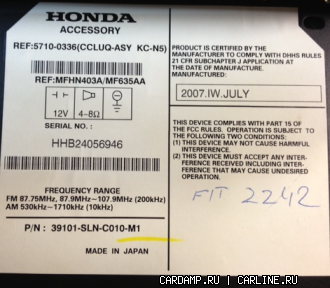 HONDA
ACCESSORY
REF:5710-0336(CCLUQ-ASY KC-N5)
REF:MFHN403A/MF635AA
12V 4-8Ω
SERIAL NO. :
HHB24056946
FREQUENCY RANGE
FM 87.75MHz, 87.9MHz~107.9MHz (200kHz)
AM 530kHz~1710kHz (10kHz)
P/N : 39101-SLN-C010-M1
MADE IN JAPAN
PRODUCT IS CERTIFIED BY THE
MANUFACTURER TO COMPLY WITH DHHS RULES
21 CFR SUBCHAPTER J APPLICATION AT
THE DATE OF MANUFACTURE.
MANUFACTURED:
2007.IW.JULY
THIS DEVICE COMPLIES WITH PART 15 OF
THE FCC RULES. OPERATION IS SUBJECT TO
THE FOLLOWING TWO CONDITIONS:
(1) THIS DEVICE MAY NOT CAUSE HARMFUL
INTERFERENCE.
(2) THIS DEVICE MUST ACCEPT ANY INTER-
FERENCE RECEIVED INCLUDING INTER-
FERENCE THAT MAY CAUSE UNDESIRED
OPERATION.
FIT 2242
CARDAMP.RU | CARLINE.RU